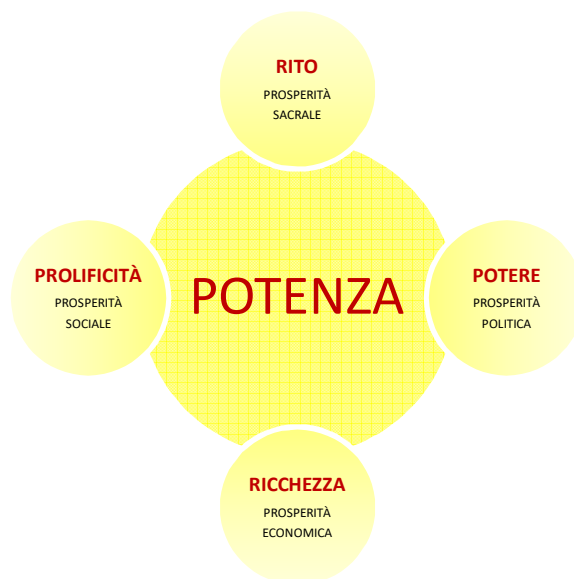 RITO
PROSPERITÀ
SACRALE
PROLIFICITÀ
PROSPERITÀ
SOCIALE
POTENZA
POTERE
PROSPERITÀ
POLITICA
RICCHEZZA
PROSPERITÀ
ECONOMICA